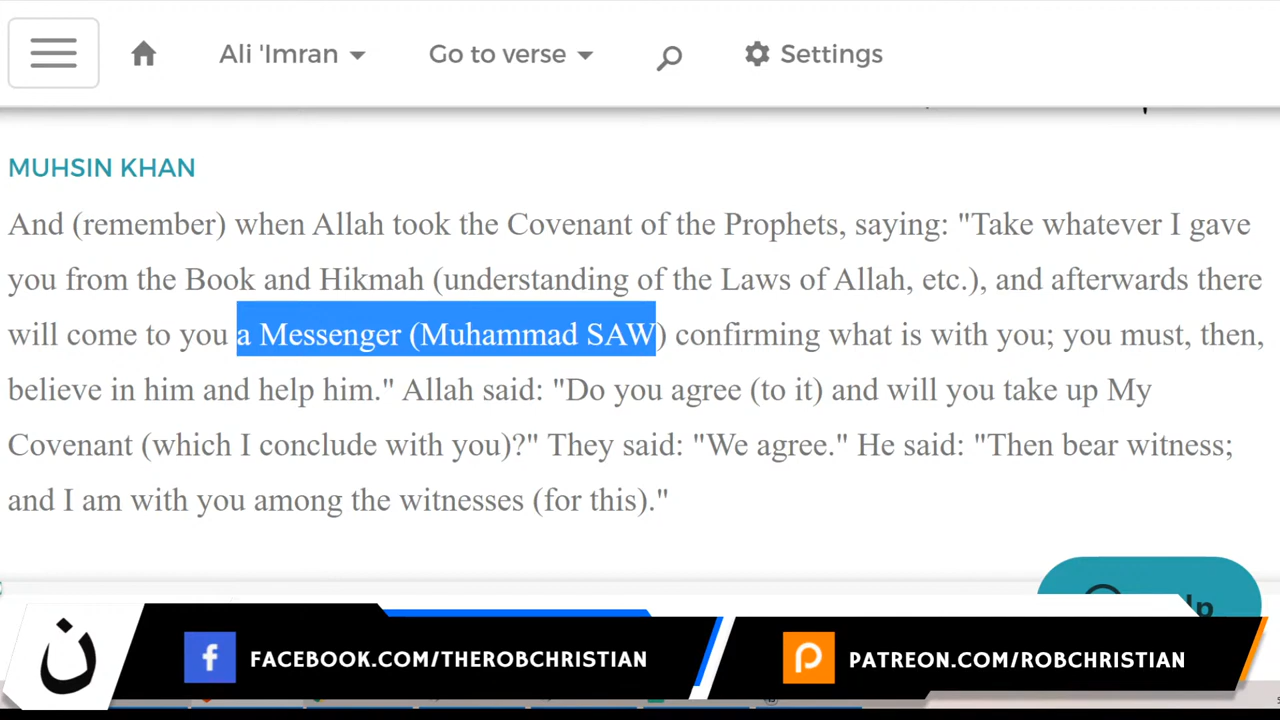 Ali 'Imran Go to verse Settings
MUHSIN KHAN
And (remember) when Allah took the Covenant of the Prophets, saying: "Take whatever I gave
you from the Book and Hikmah (understanding of the Laws of Allah, etc.), and afterwards there
will come to you a Messenger (Muhammad SAW) confirming what is with you; you must, then,
believe in him and help him." Allah said: "Do you agree (to it) and will you take up My
Covenant (which I conclude with you)?" They said: "We agree." He said: "Then bear witness;
and I am with you among the witnesses (for this)."
ن FACEBOOK.COM/THEROBCHRISTIAN PATREON.COM/ROBCHRISTIAN